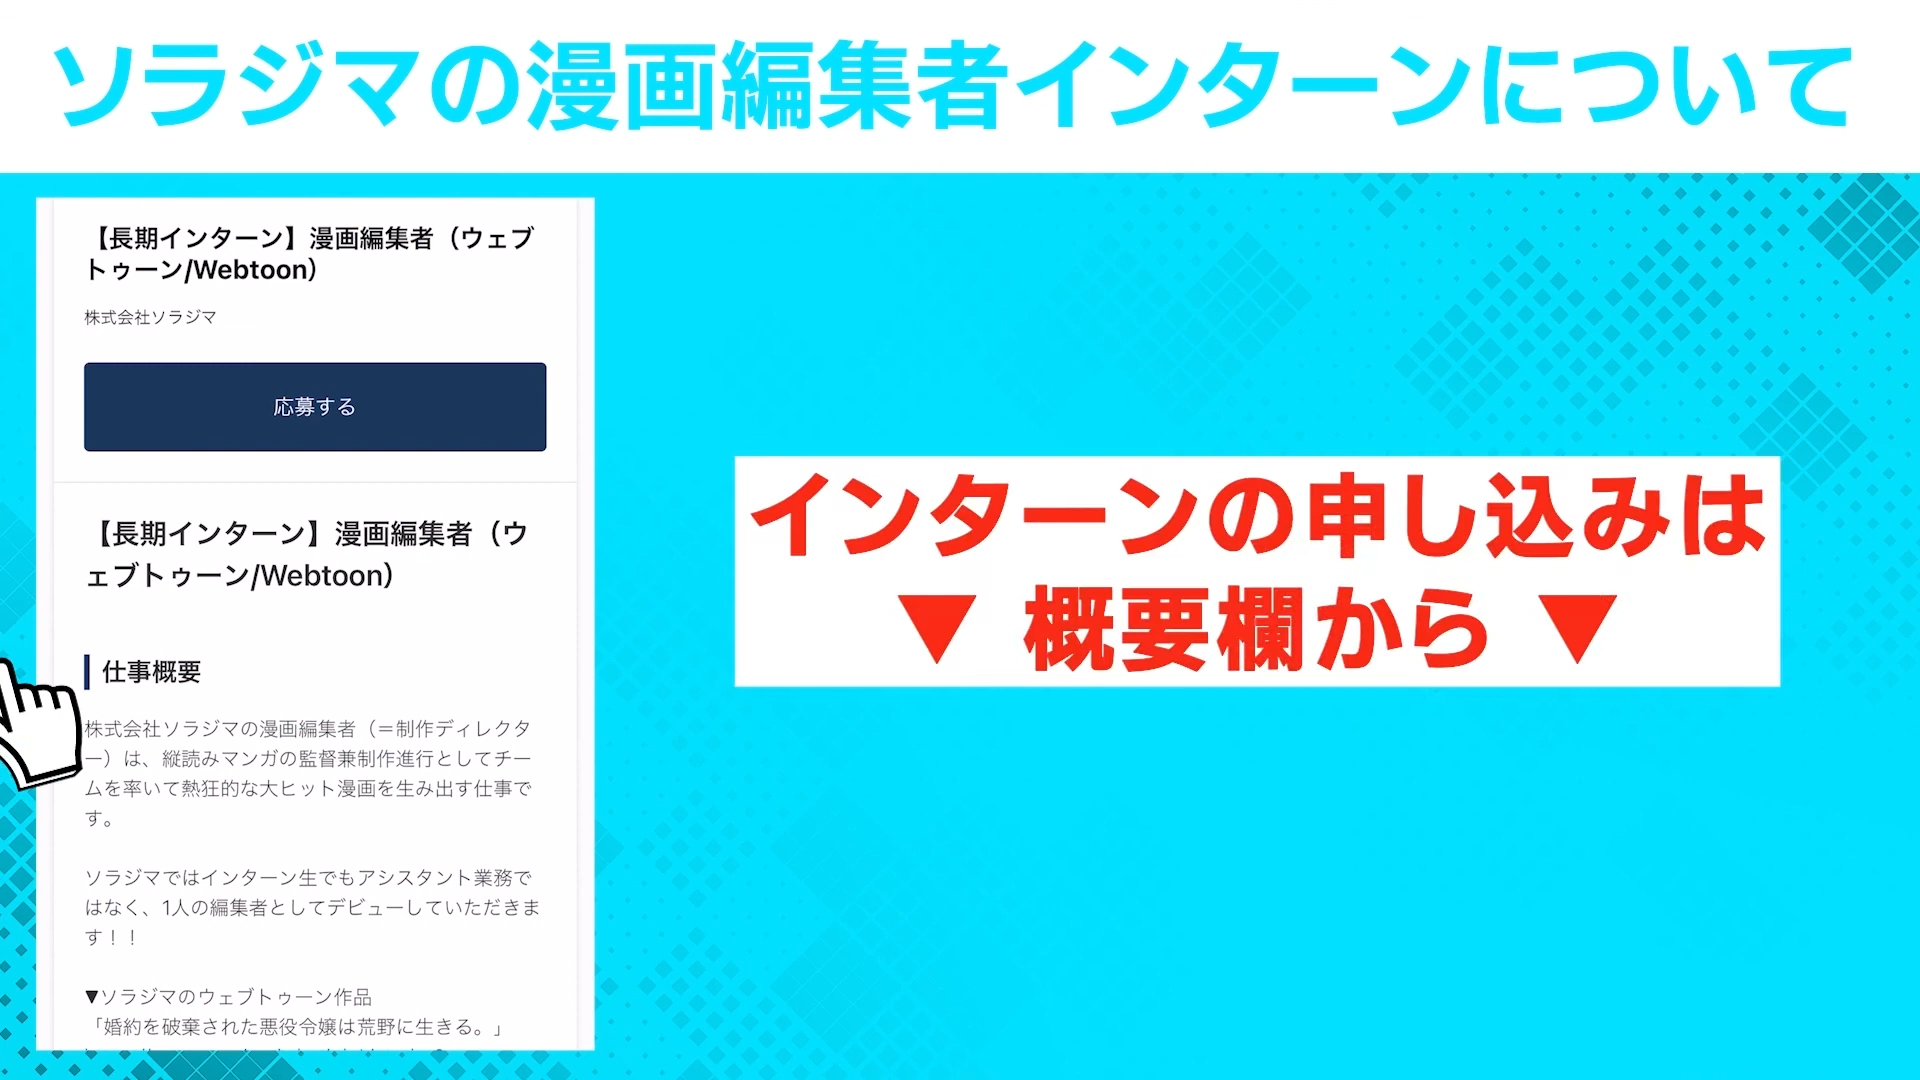 ソラジマの漫画編集者インターンについて
【長期インターン】漫画編集者（ウェブ
トゥーン/Webtoon）
株式会社ソラジマ
応募する
【長期インターン】漫画編集者（ウ
ェブトゥーン/Webtoon）
仕事概要
株式会社ソラジマの漫画編集者（＝制作ディレクタ
ー）は、縦読みマンガの監督兼制作進行としてチー
ムを率いて熱狂的な大ヒット漫画を生み出す仕事で
す。
ソラジマではインターン生でもアシスタント業務で
はなく、1人の編集者としてデビューしていただきま
す！！
▼ソラジマのウェブトゥーン作品
「婚約を破棄された悪役令嬢は荒野に生きる。」
インターンの申し込みは
▼ 概要欄から ▼